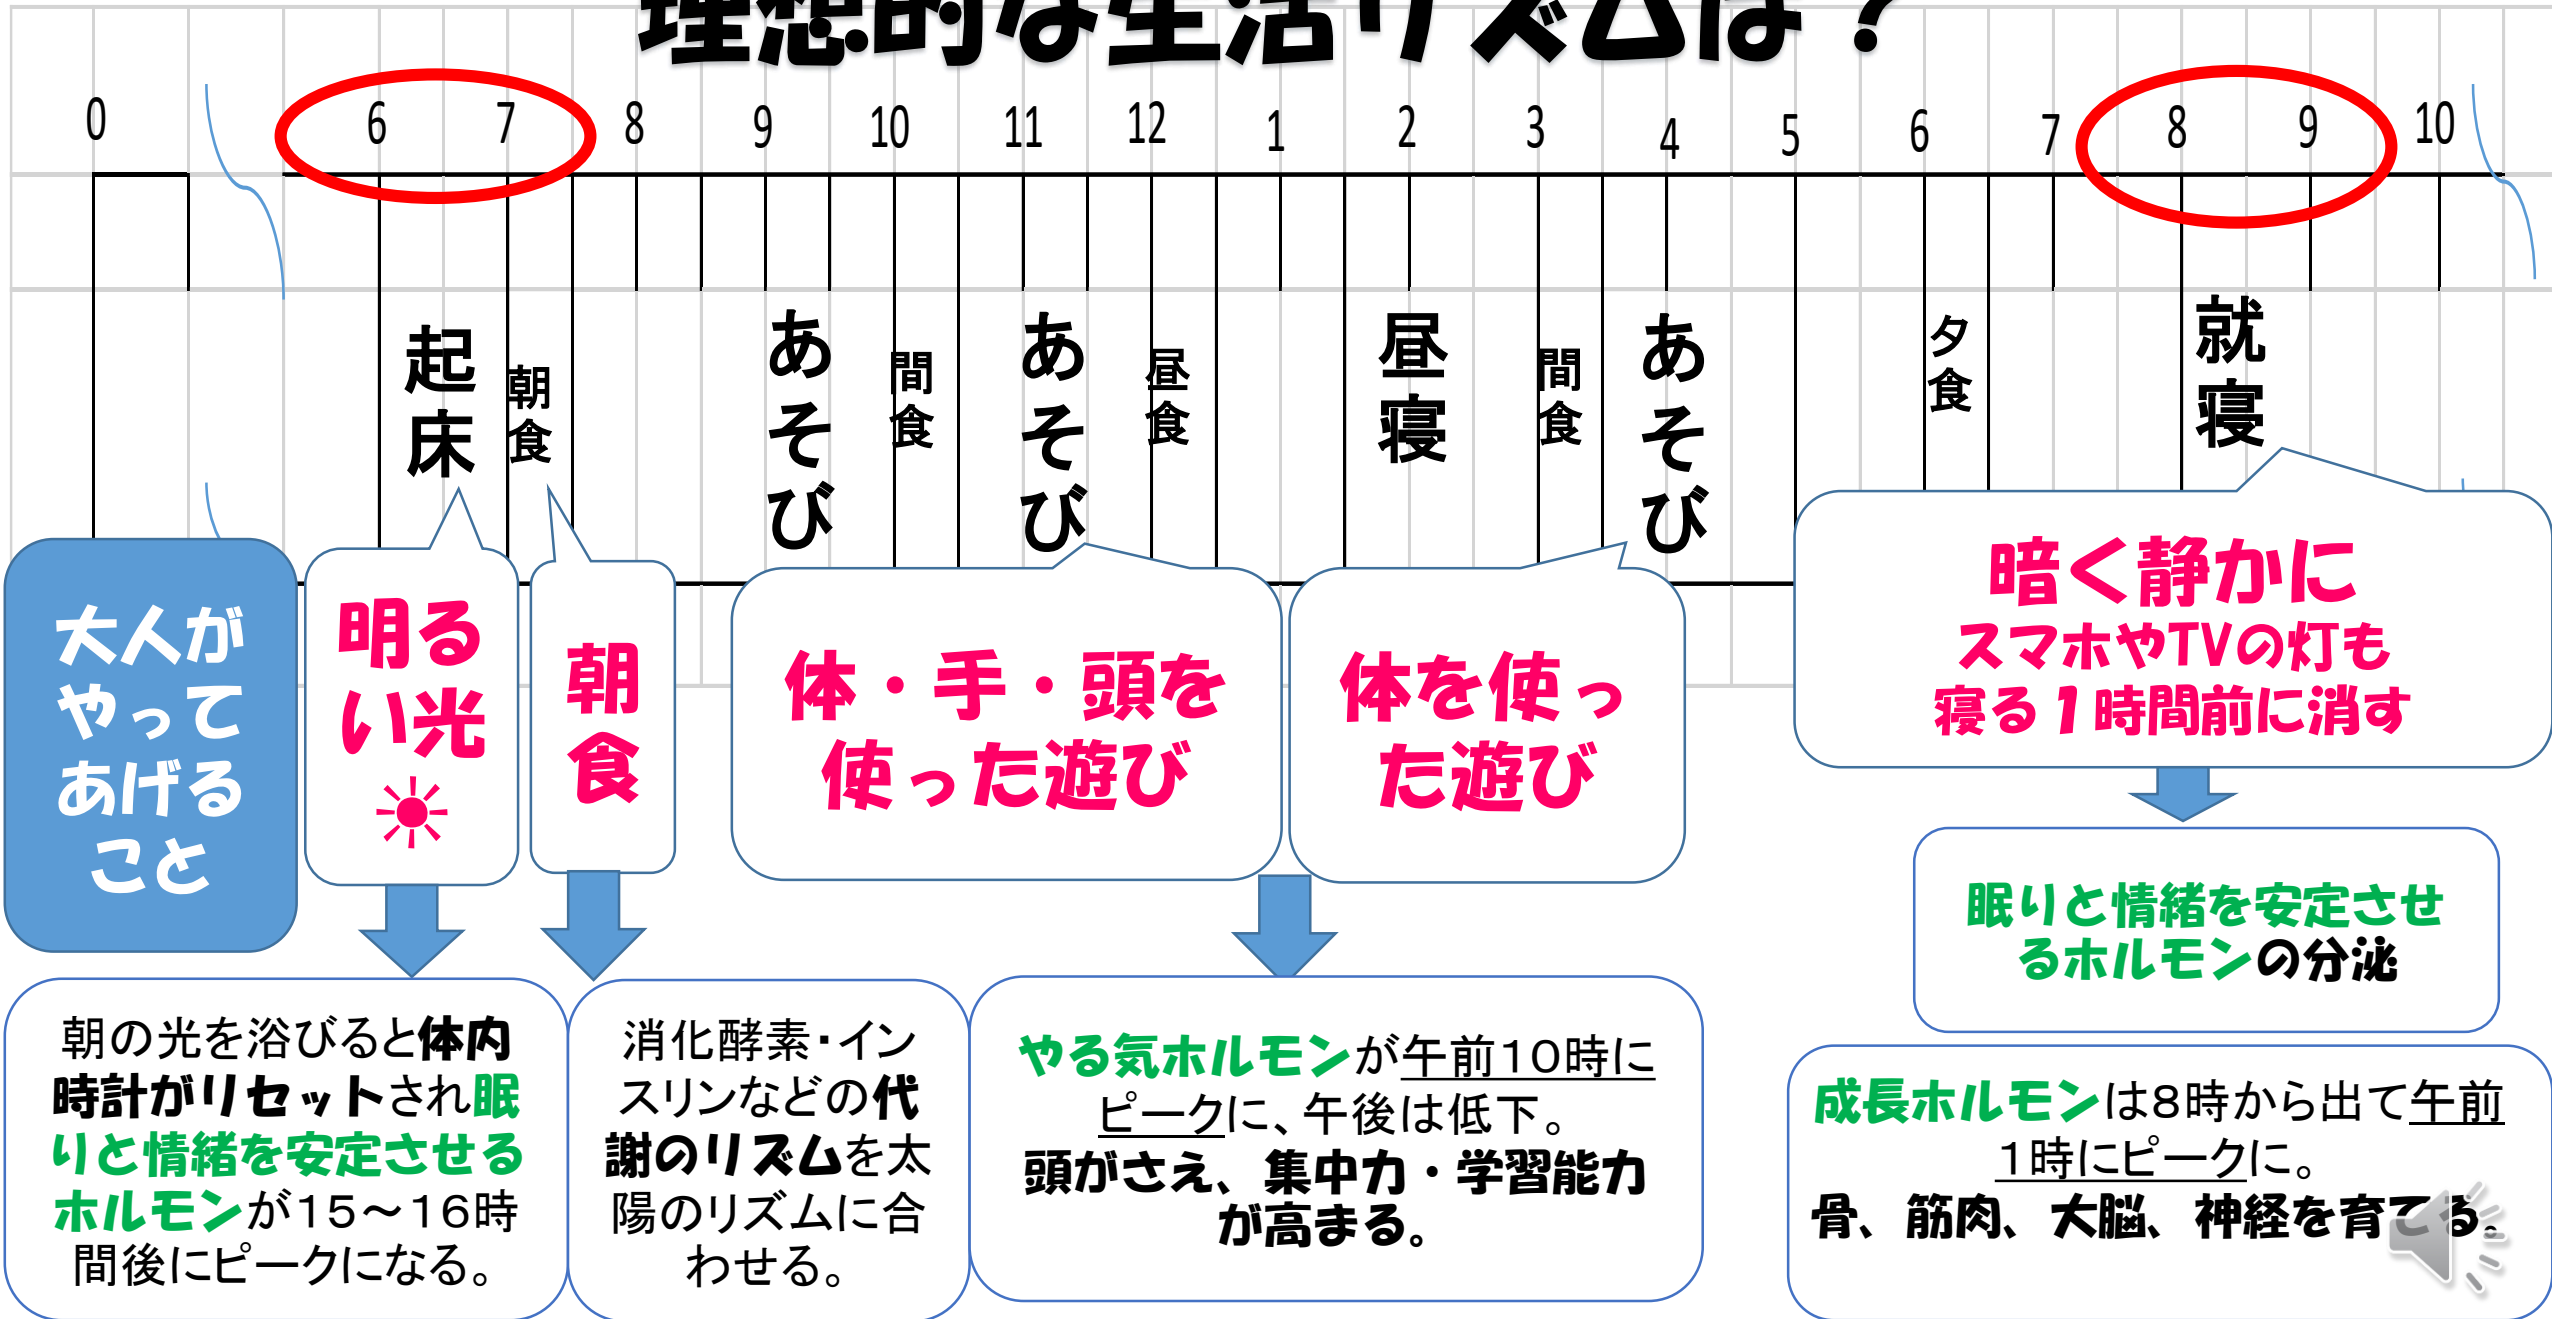 理想的な生活リズムは？
0 6 7 8 9 10 11 12 1 2 3 4 5 6 7 8 9 10
起床
朝食
あそび
間食
あそび
昼食
昼寝
間食
あそび
夕食
就寝
大人が
やって
あげる
こと
明る
い光
☀
朝
食
体・手・頭を
使った遊び
体を使っ
た遊び
暗く静かに
スマホやTVの灯も
寝る１時間前に消す
朝の光を浴びると体内
時計がリセットされ眠
りと情緒を安定させる
ホルモンが１５～１６時
間後にピークになる。
消化酵素・イン
スリンなどの代
謝のリズムを太
陽のリズムに合
わせる。
やる気ホルモンが午前１０時に
ピークに、午後は低下。
頭がさえ、集中力・学習能力
が高まる。
眠りと情緒を安定させ
るホルモンの分泌
成長ホルモンは８時から出て午前
１時にピークに。
骨、筋肉、大脳、神経を育てる。